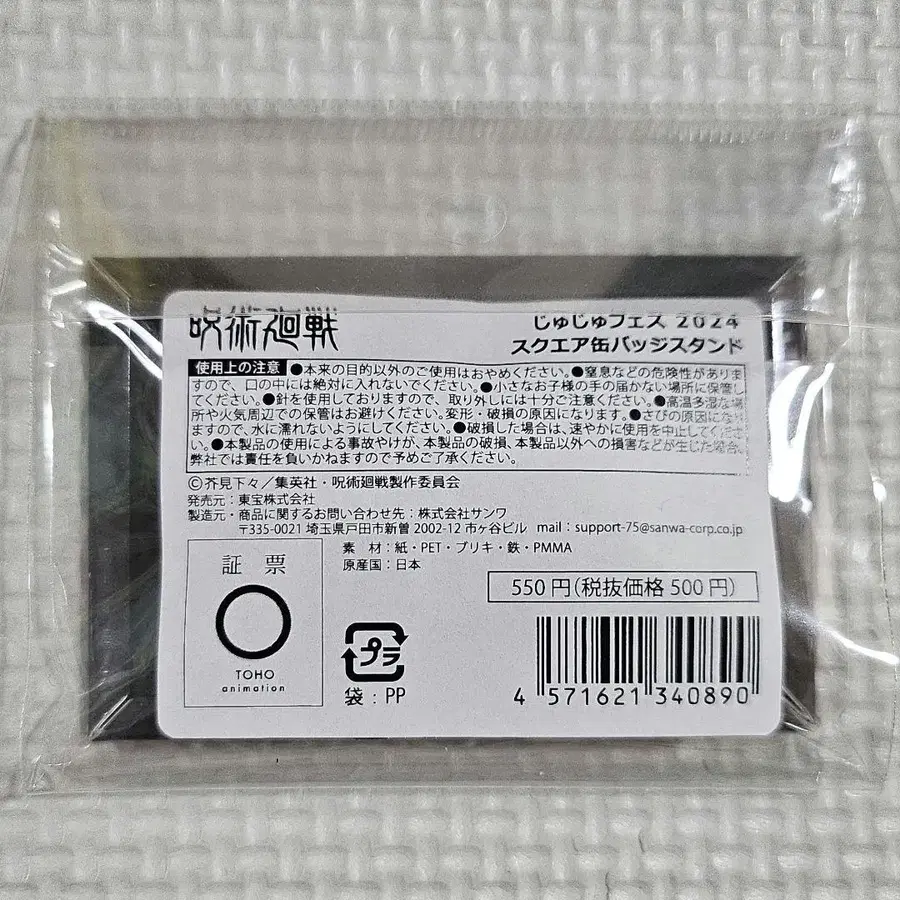 呪術廻戦
じゅじゅフェス 2024
スクエア缶バッジスタンド
使用上の注意 ●本来の目的以外のご使用はおやめください。●窒息などの危険性がありま
すので、口の中には絶対に入れないでください。●小さなお子様の手の届かない場所に保管し
てください。●針を使用しておりますので、取り外しには十分ご注意ください。●高温多湿な場
所や火気周辺での保管はお避けください。変形・破損の原因になります。●さびの原因になり
ますので、水に濡れないようにしてください。●破損した場合は、速やかに使用を中止してくださ
い。●本製品の使用による事故やけが、本製品の破損、本製品以外への損害などが生じた場合、
弊社では責任を負いかねますので予めご了承ください。
©芥見下々／集英社・呪術廻戦製作委員会
発売元：東宝株式会社
製造元・商品に関するお問い合わせ先：株式会社サンワ
〒335-0021 埼玉県戸田市新曽 2002-12 市ヶ谷ビル mail：support-75@sanwa-corp.co.jp
証票
TOHO
animation
素 材：紙・PET・ブリキ・鉄・PMMA
原産国：日本
550円(税抜価格 500円)
プラ
袋：PP
4 571621 340890